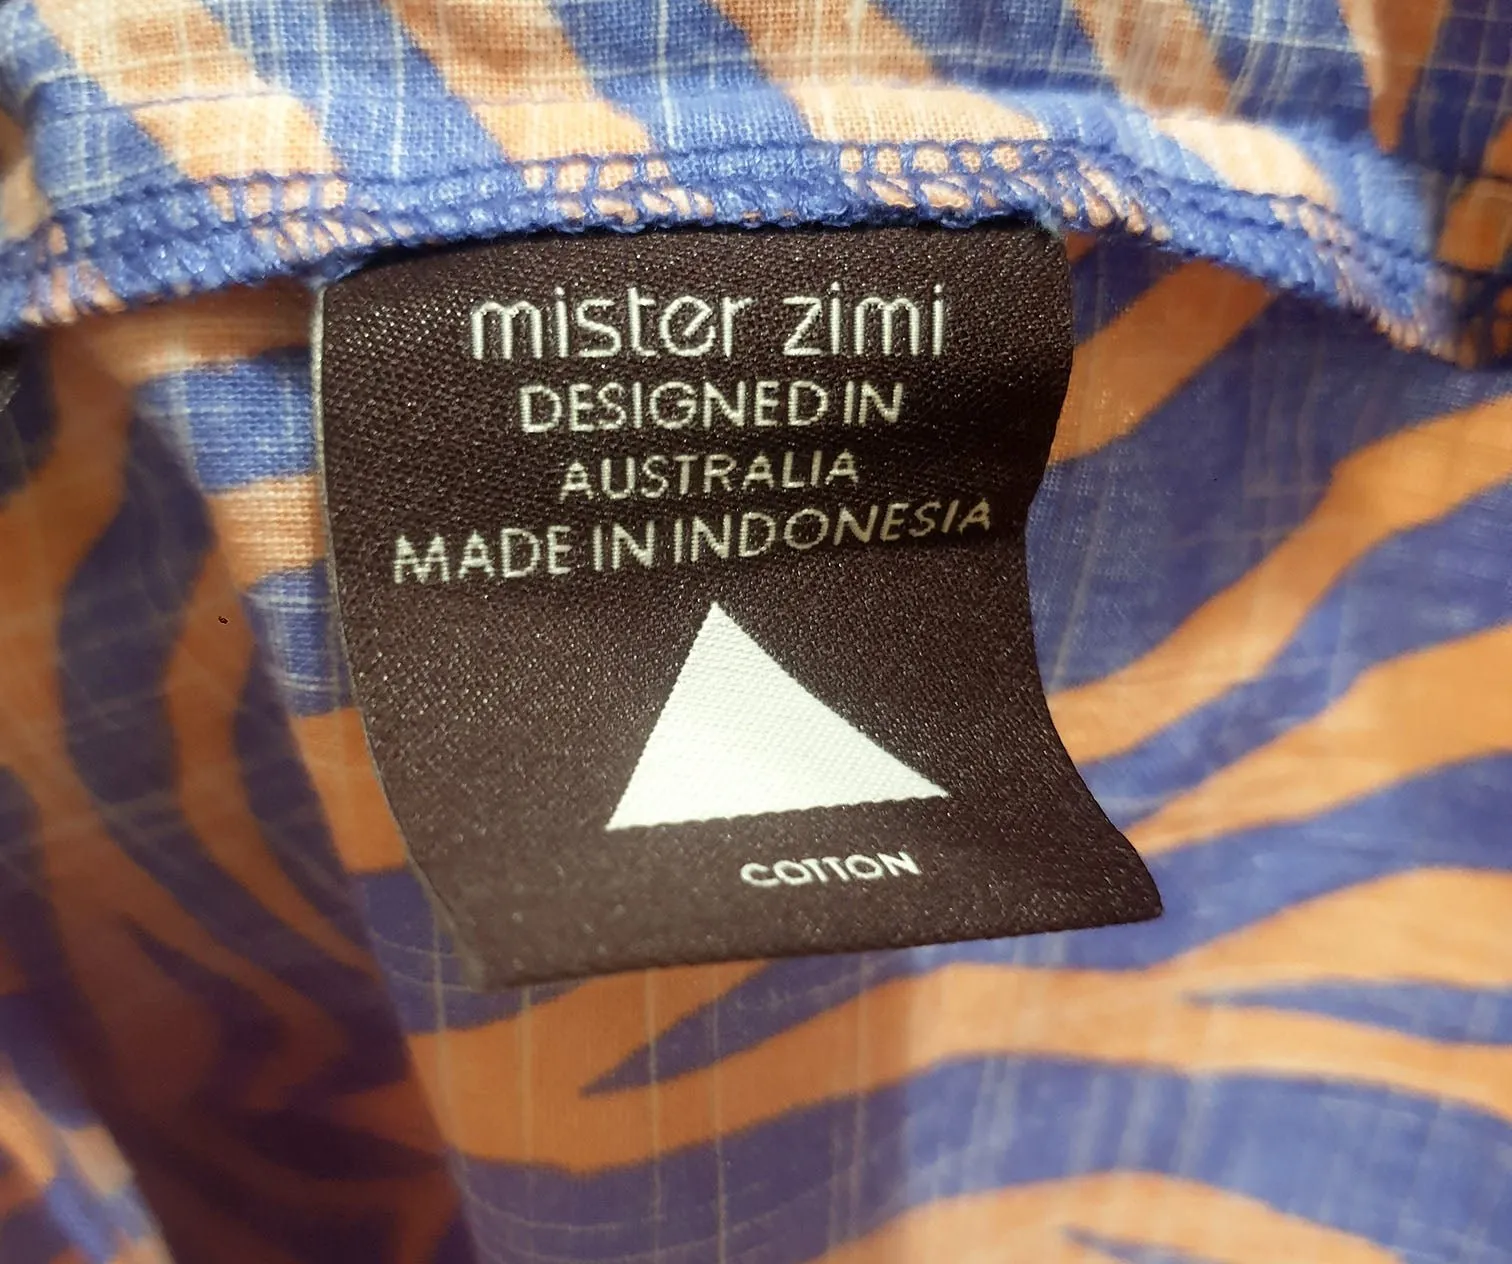 mister zimi
DESIGNED IN
AUSTRALIA
MADE IN INDONESIA
COTTON